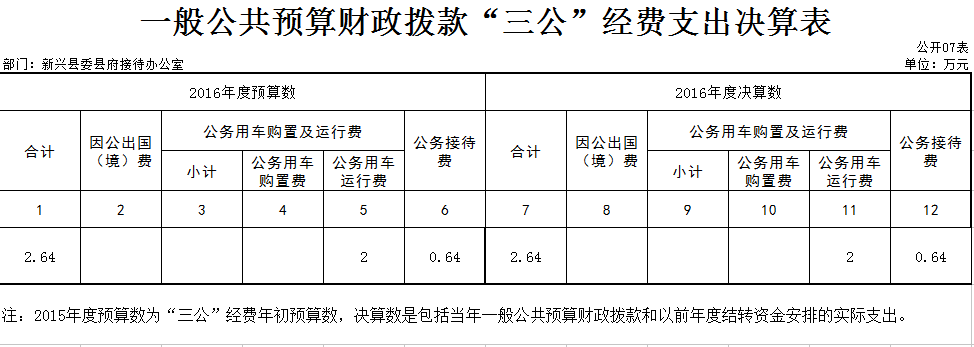 一般公共预算财政拨款“三公”经费支出决算表
公开07表
部门：新兴县委县府接待办公室 单位：万元
2016年度预算数 2016年度决算数
合计 因公出国（境）费 公务用车购置及运行费 公务接待费 合计 因公出国（境）费 公务用车购置及运行费 公务接待费
小计 公务用车购置费 公务用车运行费 小计 公务用车购置费 公务用车运行费
1 2 3 4 5 6 7 8 9 10 11 12
2.64 2 0.64 2.64 2 0.64
注：2015年度预算数为“三公”经费年初预算数，决算数是包括当年一般公共预算财政拨款和以前年度结转资金安排的实际支出。